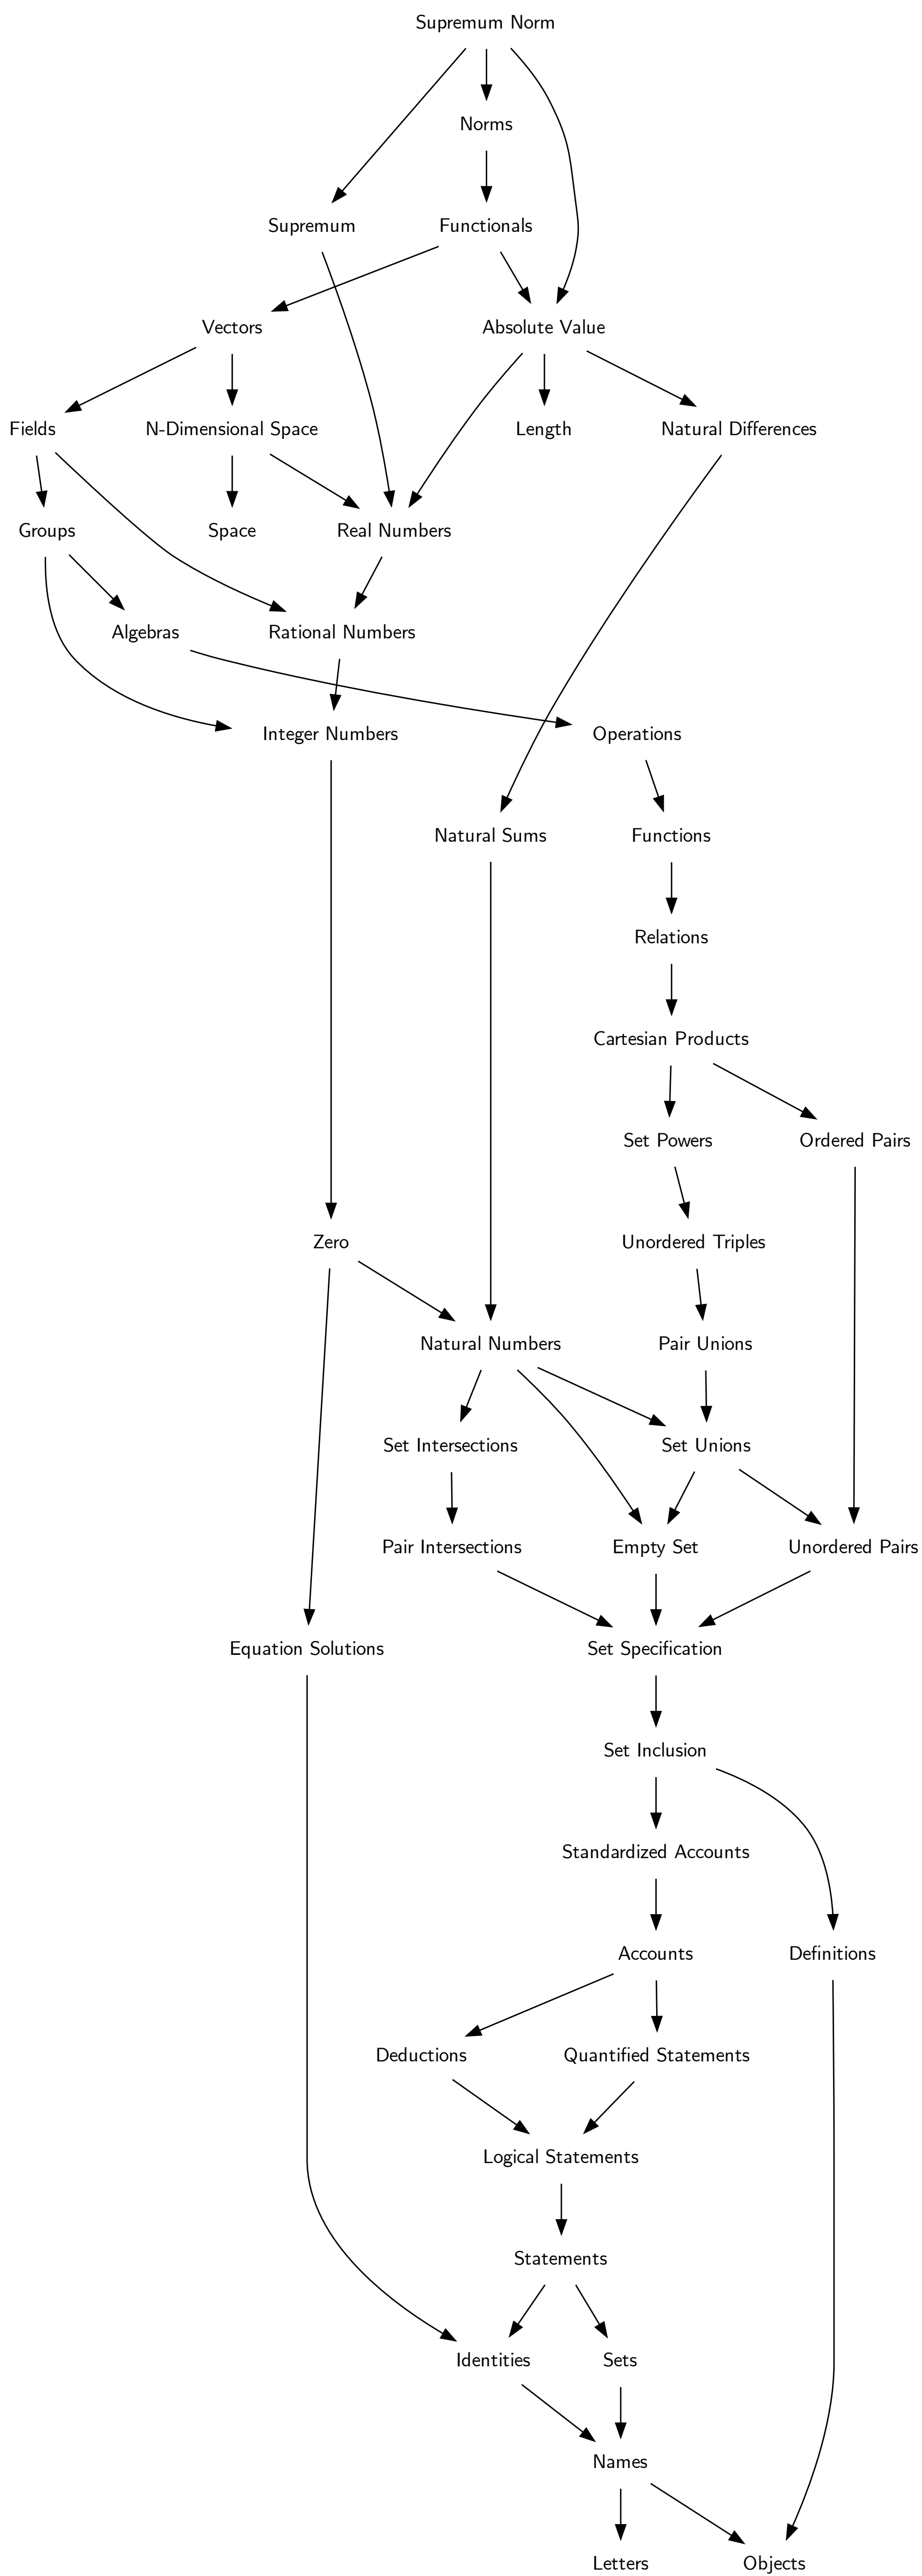 Supremum Norm
Norms
Supremum
Functionals
Vectors
Absolute Value
Fields
N-Dimensional Space
Length
Natural Differences
Groups
Space
Real Numbers
Algebras
Rational Numbers
Integer Numbers
Operations
Natural Sums
Functions
Relations
Cartesian Products
Set Powers
Ordered Pairs
Zero
Unordered Triples
Natural Numbers
Pair Unions
Set Intersections
Set Unions
Pair Intersections
Empty Set
Unordered Pairs
Equation Solutions
Set Specification
Set Inclusion
Standardized Accounts
Accounts
Definitions
Deductions
Quantified Statements
Logical Statements
Statements
Identities
Sets
Names
Letters
Objects